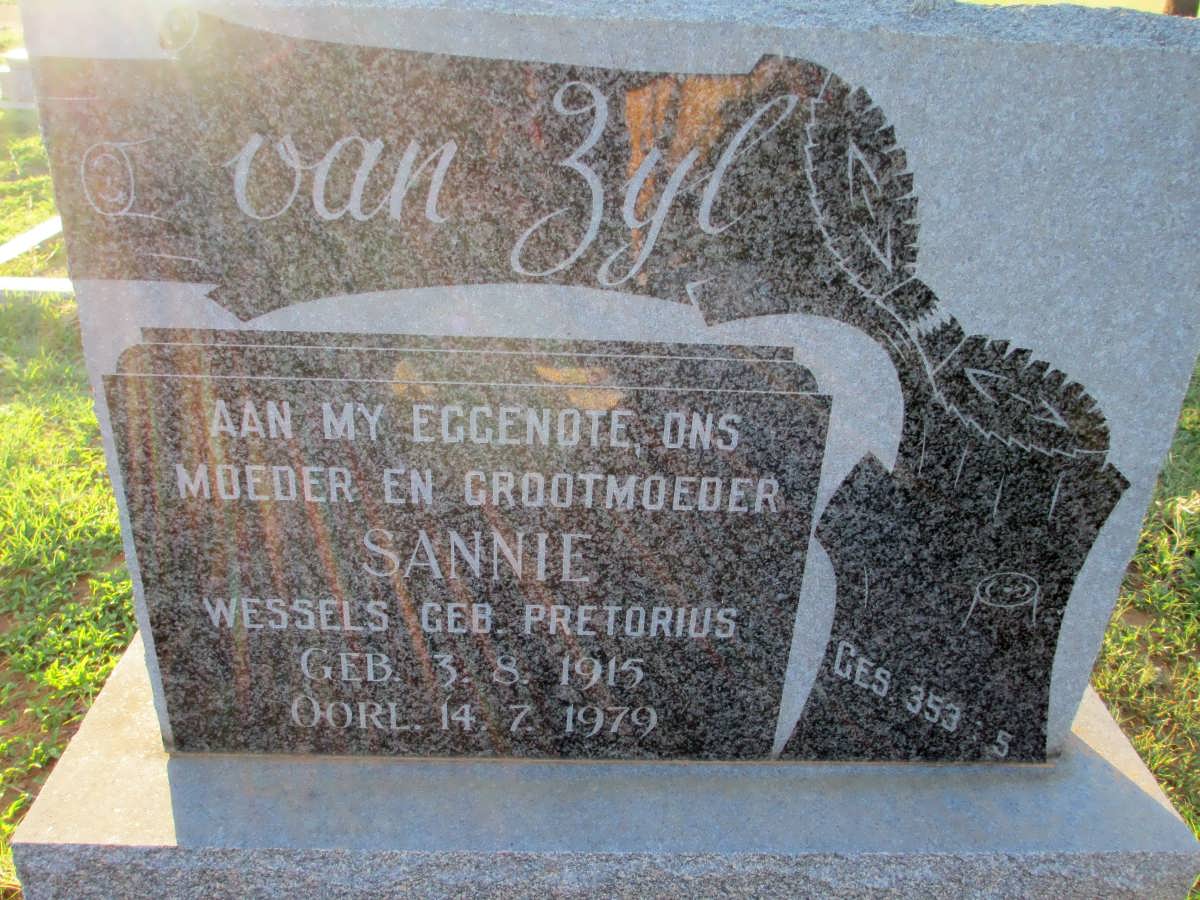 van Zyl
AAN MY EGGENOTE, ONS
MOEDER EN GROOTMOEDER
SANNIE
WESSELS GEB. PRETORIUS
GEB. 3. 8. 1915
OORL. 14. 7. 1979
GES. 353 : 5